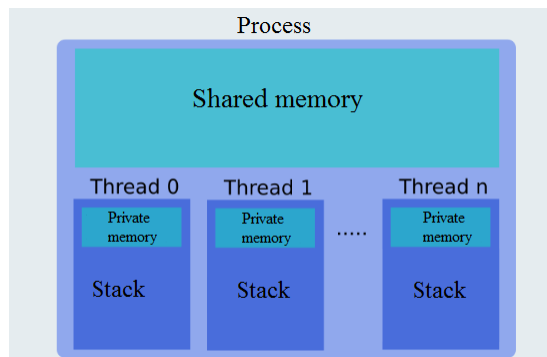 Process
Shared memory
Thread 0
Thread 1
Thread n
Private
memory
Private
memory
.....
Private
memory
Stack
Stack
Stack